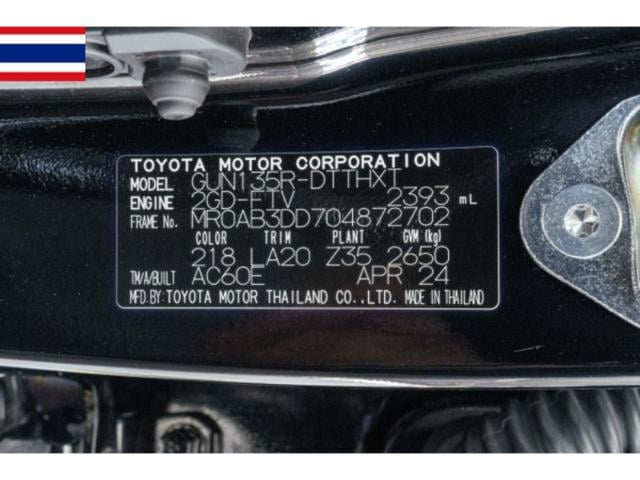 TOYOTA MOTOR CORPORATION
MODEL GUN135R-DTTHXT
ENGINE 2GD-FTV 2393 mL
FRAME No. MR0AB3DD704872702
COLOR TRIM PLANT GVM (kg)
218 LA20 Z35 2650
TM/A/BUILT AC60E APR 24
MFD.BY:TOYOTA MOTOR THAILAND CO.,LTD. MADE IN THAILAND